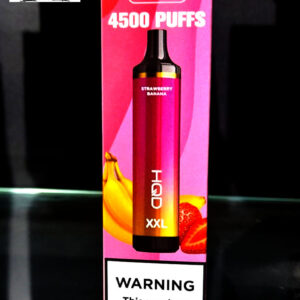 4500 PUFFS
STRAWBERRY
BANANA
HQD
XXL
WARNING